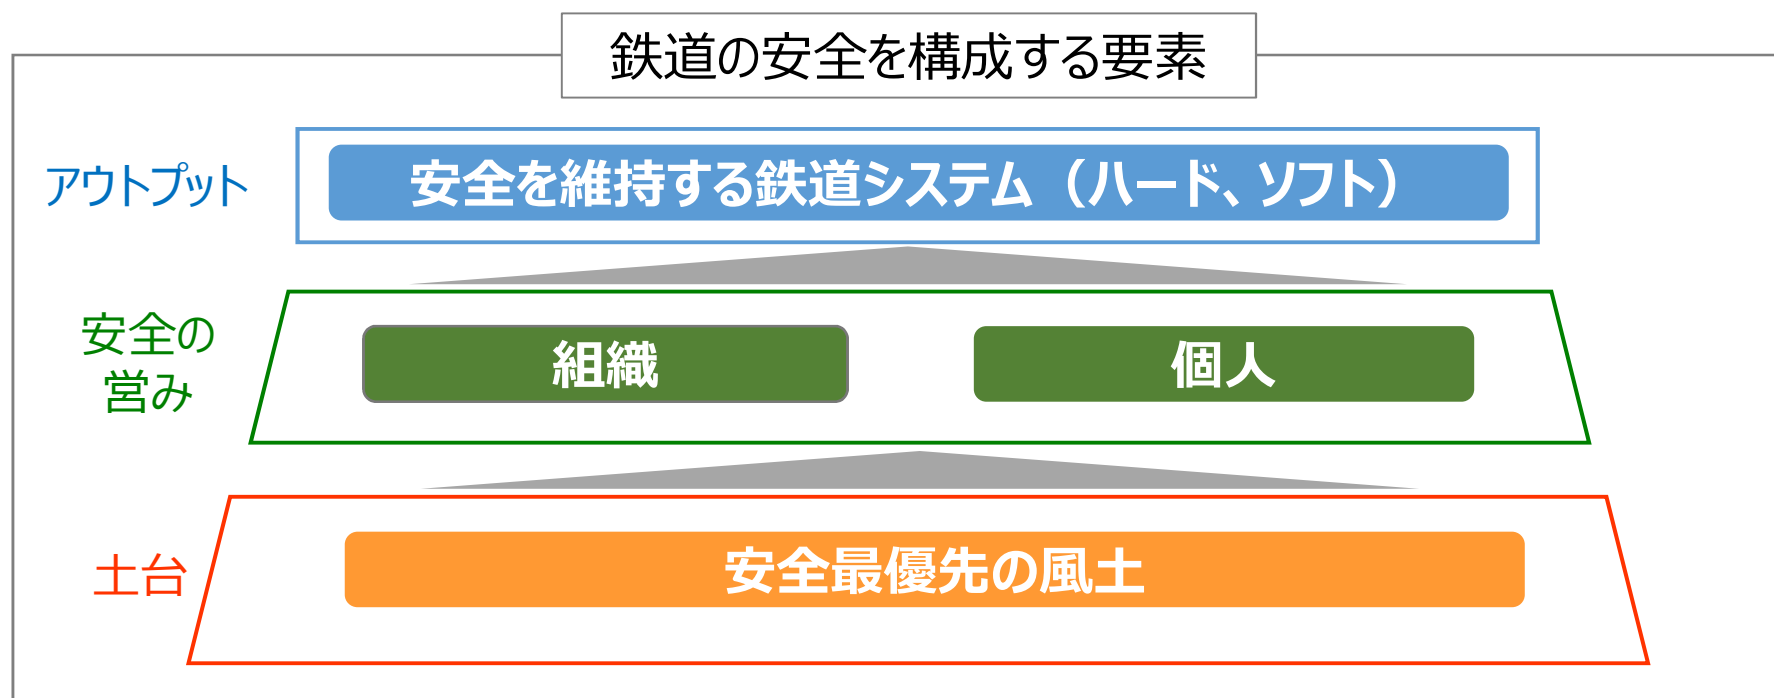 鉄道の安全を構成する要素
アウトプット
安全を維持する鉄道システム（ハード、ソフト）
安全の
営み
組織
個人
土台
安全最優先の風土